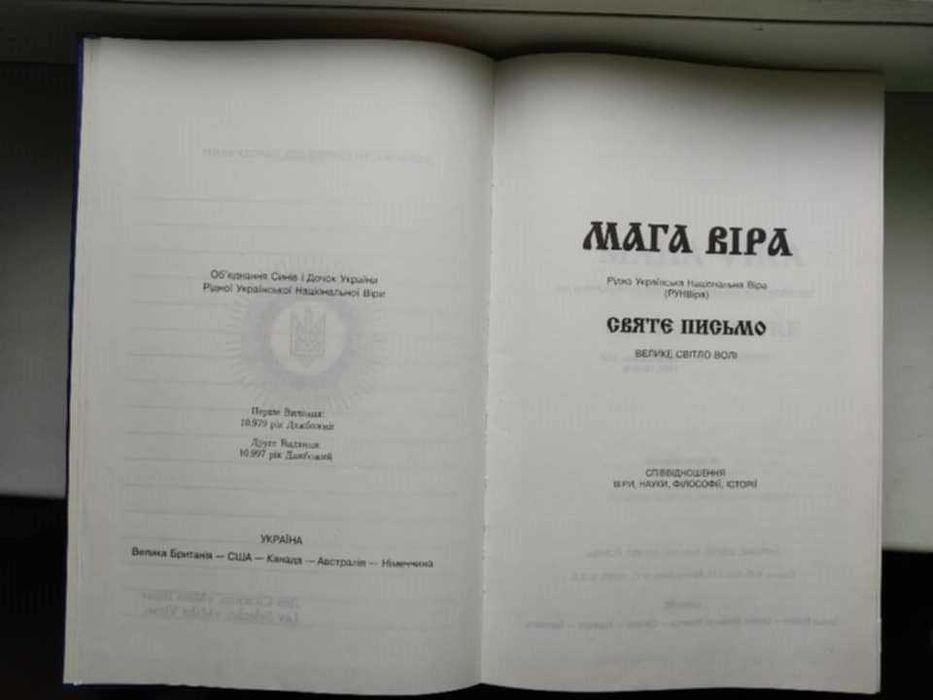 Об'єднання Синів і Дочок України
Рідної Української Національної Віри
Перше Видання:
10.979 рік Дажбожий
Друге Видання:
10.997 рік Дажбожий
УКРАЇНА
Велика Британія — США — Канада — Австралія — Німеччина
МАГА ВІРА
Рідна Українська Національна Віра
(РУНВіра)
СВЯТЕ ПИСЬМО
ВЕЛИКЕ СВІТЛО ВОЛІ
СПІВВІДНОШЕННЯ
ВІРИ, НАУКИ, ФІЛОСОФІЇ, ІСТОРІЇ